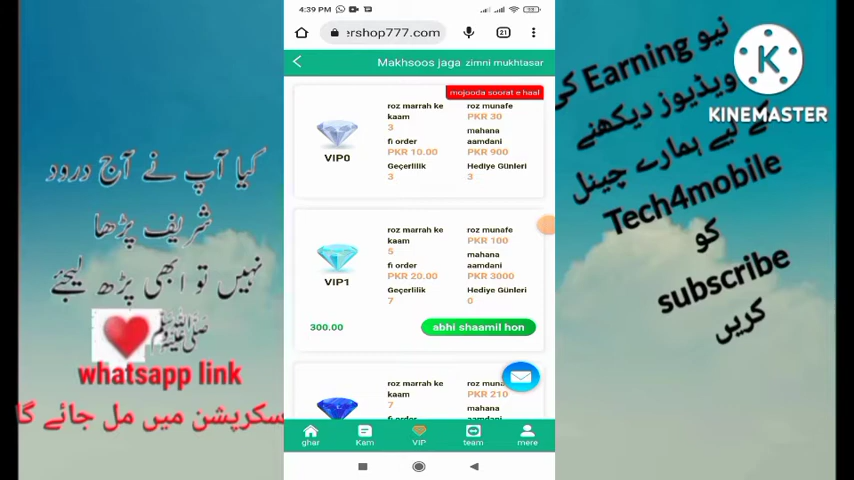 4:39 PM
ershop777.com
21
Makhsoos jaga zimni mukhtasar
mojooda soorat e haal
VIP0
roz marrah ke kaam
3
fi order
PKR 10.00
Geçerlilik
3
roz munafe
PKR 30
mahana aamdani
PKR 900
Hediye Günleri
3
VIP1
roz marrah ke kaam
5
fi order
PKR 20.00
Geçerlilik
7
roz munafe
PKR 100
mahana aamdani
PKR 3000
Hediye Günleri
0
300.00
abhi shaamil hon
roz marrah ke kaam
7
fi order
PKR 210
mahana
ghar
Kam
VIP
team
mere
کیا آپ نے آج درود
شریف پڑھا
نہیں تو ابھی پڑھ لیجئے
ﷺ
whatsapp link
سکرپشن میں مل جائے گا
نیو Earning کی
ویڈیوز دیکھنے
کے لیے ہمارے چینل
Tech4mobile
کو
subscribe
کریں
K
KINEMASTER